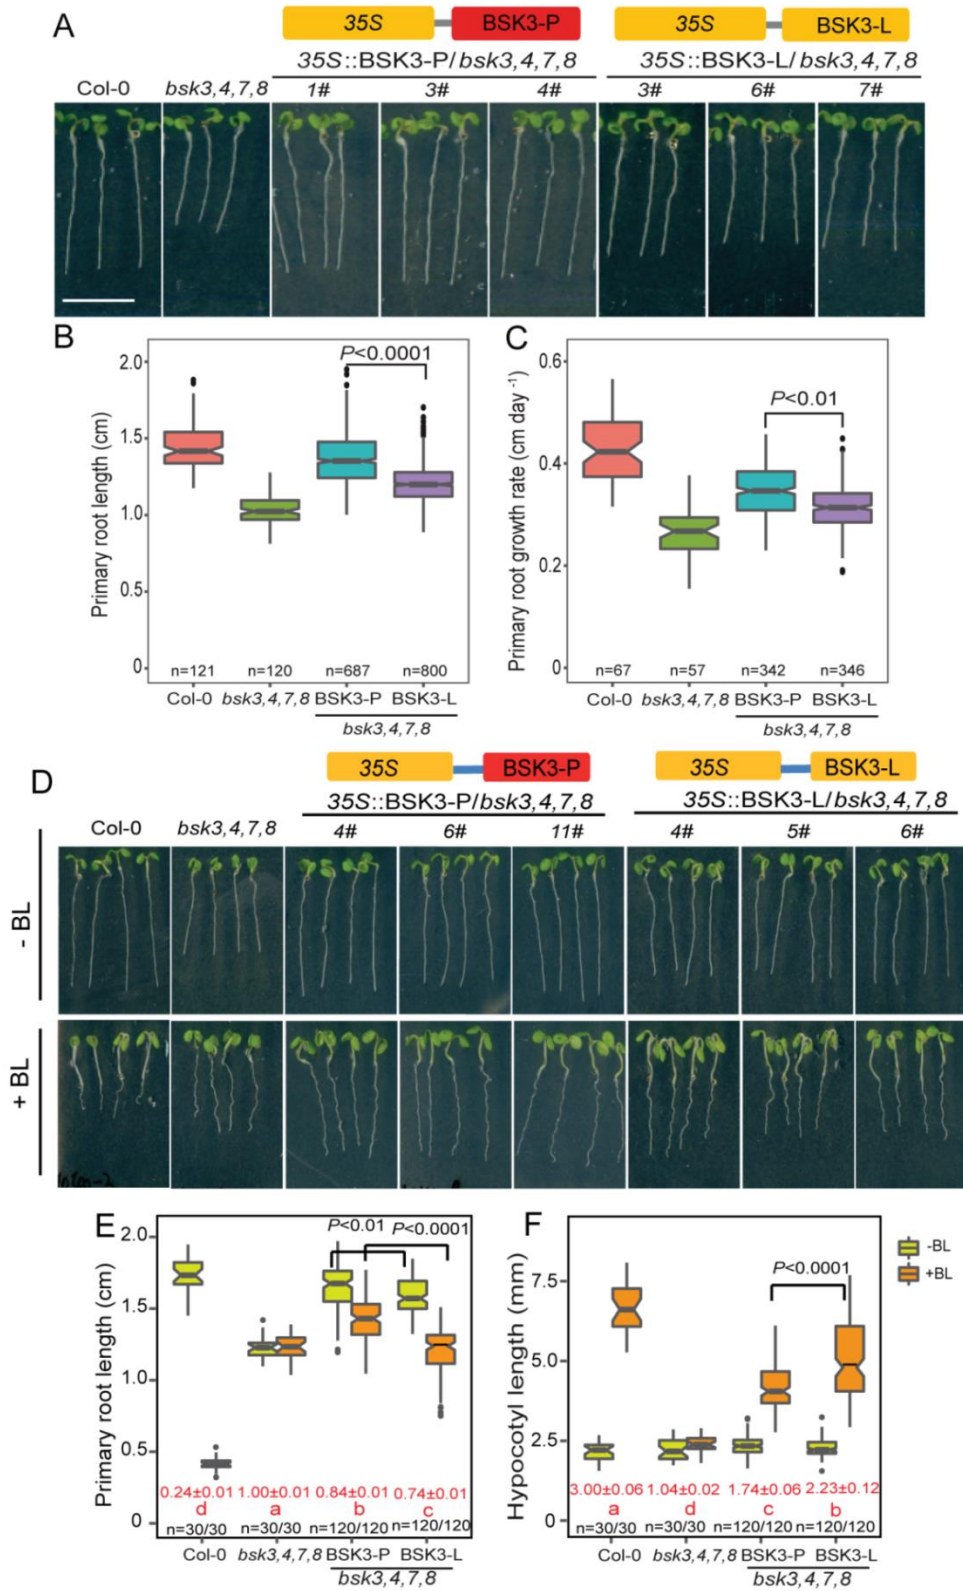 A
35S BSK3-P 35S BSK3-L
35S::BSK3-P/bsk3,4,7,8 35S::BSK3-L/bsk3,4,7,8
Col-0 bsk3,4,7,8 1# 3# 4# 3# 6# 7#
B
P<0.0001
Primary root length (cm)
2.0
1.5
1.0
0.5
0
n=121 n=120 n=687 n=800
Col-0 bsk3,4,7,8 BSK3-P BSK3-L
bsk3,4,7,8
C
P<0.01
Primary root growth rate (cm day -1)
0.6
0.4
0.2
0
n=67 n=57 n=342 n=346
Col-0 bsk3,4,7,8 BSK3-P BSK3-L
bsk3,4,7,8
D
35S BSK3-P 35S BSK3-L
35S::BSK3-P/bsk3,4,7,8 35S::BSK3-L/bsk3,4,7,8
Col-0 bsk3,4,7,8 4# 6# 11# 4# 5# 6#
- BL
+ BL
E
P<0.01 P<0.0001
Primary root length (cm)
2.0
1.5
1.0
0.5
0
0.24±0.01 1.00±0.01 0.84±0.01 0.74±0.01
d a b c
n=30/30 n=30/30 n=120/120 n=120/120
Col-0 bsk3,4,7,8 BSK3-P BSK3-L
bsk3,4,7,8
F
-BL
+BL
P<0.0001
Hypocotyl length (mm)
7.5
5.0
2.5
0
3.00±0.06 1.04±0.02 1.74±0.06 2.23±0.12
a d c b
n=30/30 n=30/30 n=120/120 n=120/120
Col-0 bsk3,4,7,8 BSK3-P BSK3-L
bsk3,4,7,8